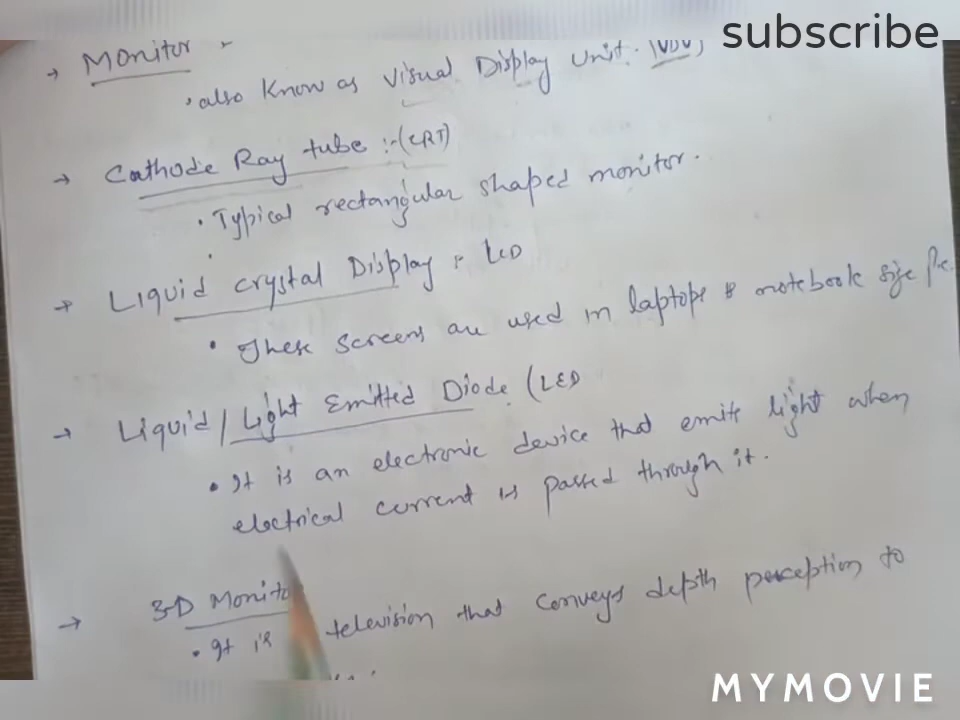 subscribe
→ Monitor :-
• also Known as Visual Display Unit. (VDU)
→ Cathode Ray tube :- (CRT)
• Typical rectangular shaped monitor.
→ Liquid crystal Display : LCD
• These screens are used in laptops & notebook size Pc.
→ Liquid / Light Emitted Diode (LED
• It is an electronic device that emits light when
electrical current is passed through it.
→ 3-D Monitor
• It is television that conveys depth perception to
MYMOVIE